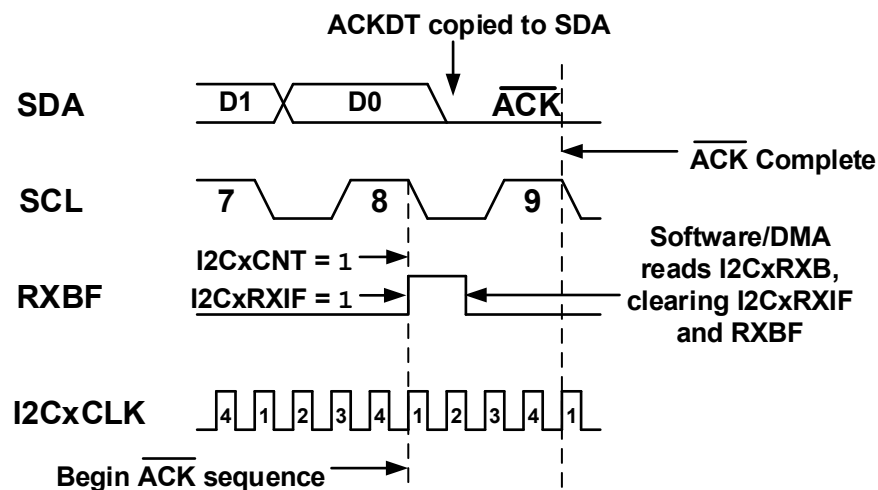 ACKDT copied to SDA
SDA
D1
D0
ACK
ACK Complete
SCL
7
8
9
Software/DMA
reads I2CxRXB,
clearing I2CxRXIF
and RXBF
I2CxCNT = 1
RXBF
I2CxRXIF = 1
I2CxCLK
4 1 2 3 4 1 2 3 4 1
Begin ACK sequence